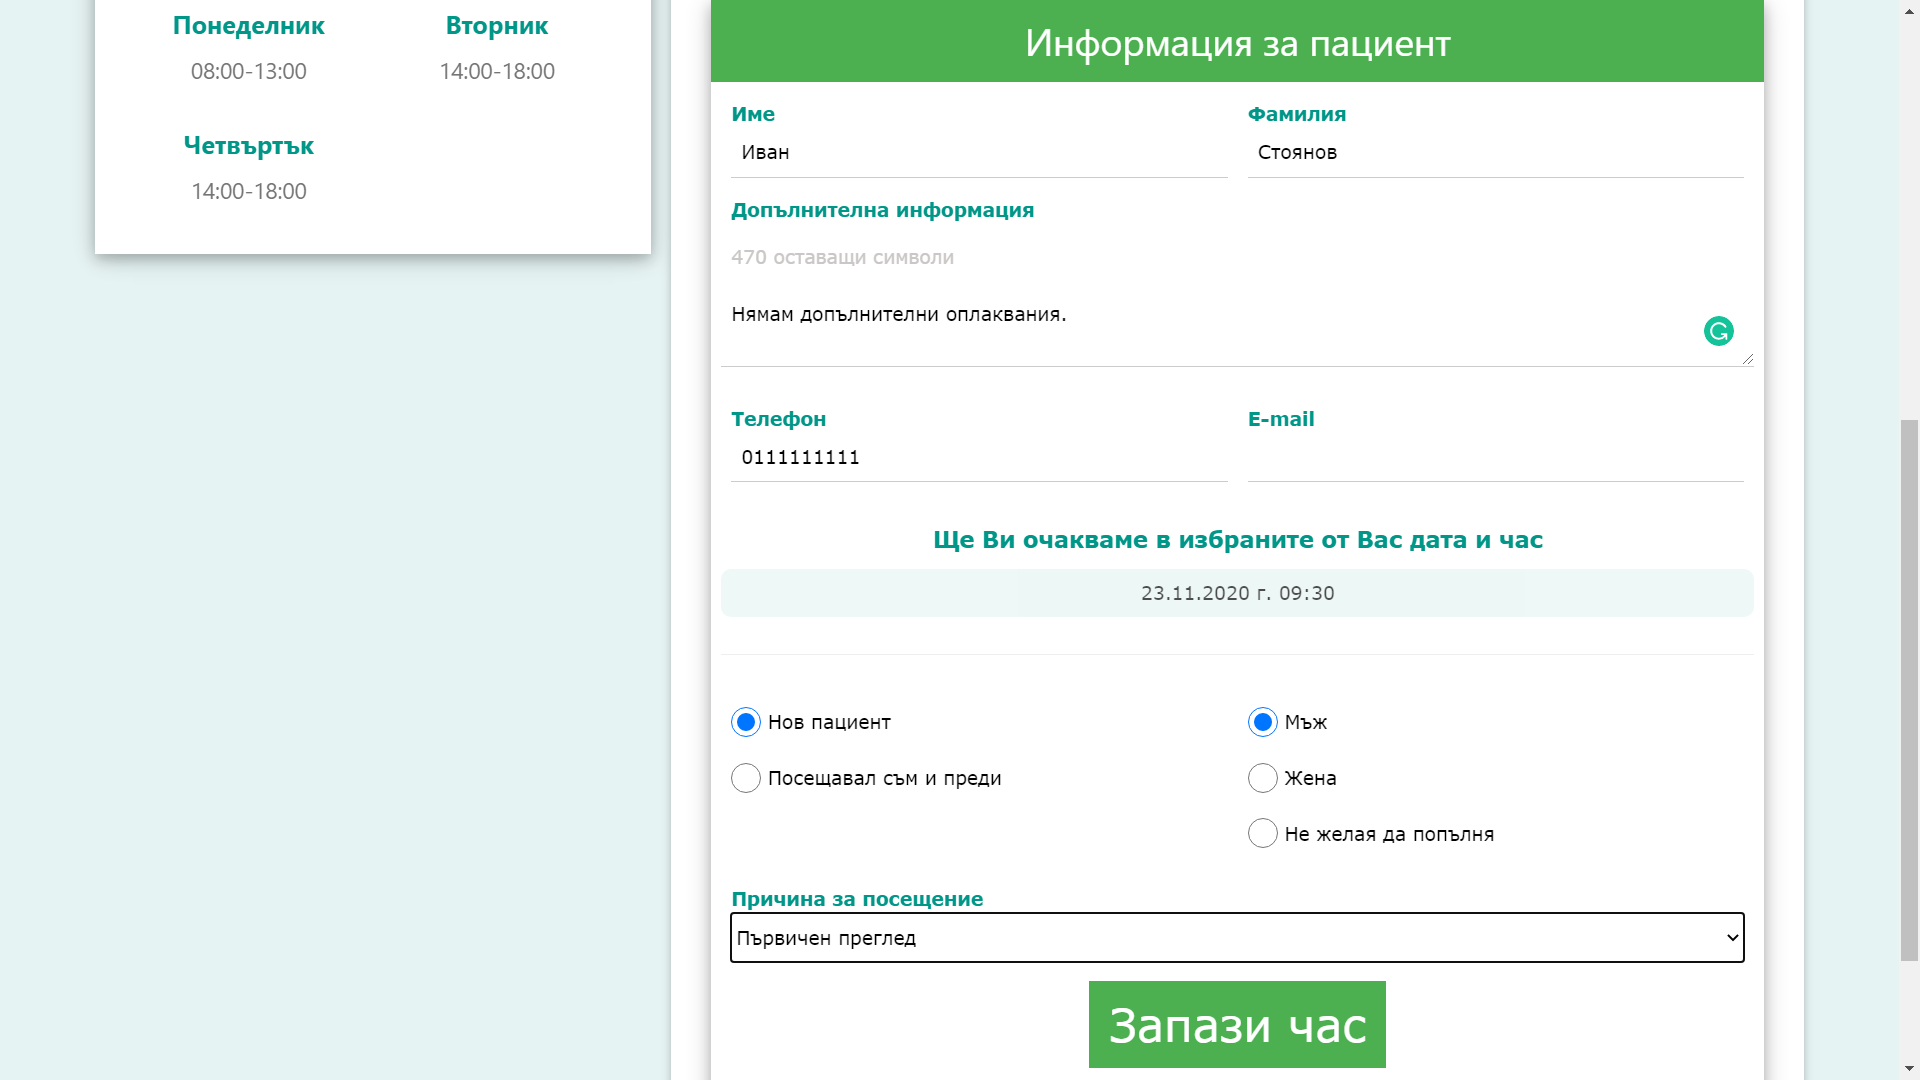 Понеделник
08:00-13:00
Вторник
14:00-18:00
Четвъртък
14:00-18:00
Информация за пациент
Име
Иван
Фамилия
Стоянов
Допълнителна информация
470 оставащи символи
Нямам допълнителни оплаквания.
Телефон
0111111111
E-mail
Ще Ви очакваме в избраните от Вас дата и час
23.11.2020 г. 09:30
Нов пациент
Посещавал съм и преди
Мъж
Жена
Не желая да попълня
Причина за посещение
Първичен преглед
Запази час